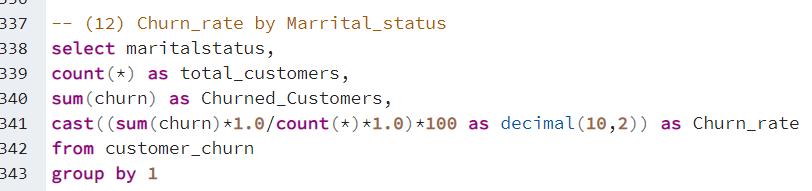 337 -- (12) Churn_rate by Marrital_status
338 select maritalstatus,
339 count(*) as total_customers,
340 sum(churn) as Churned_Customers,
341 cast((sum(churn)*1.0/count(*)*1.0)*100 as decimal(10,2)) as Churn_rate
342 from customer_churn
343 group by 1